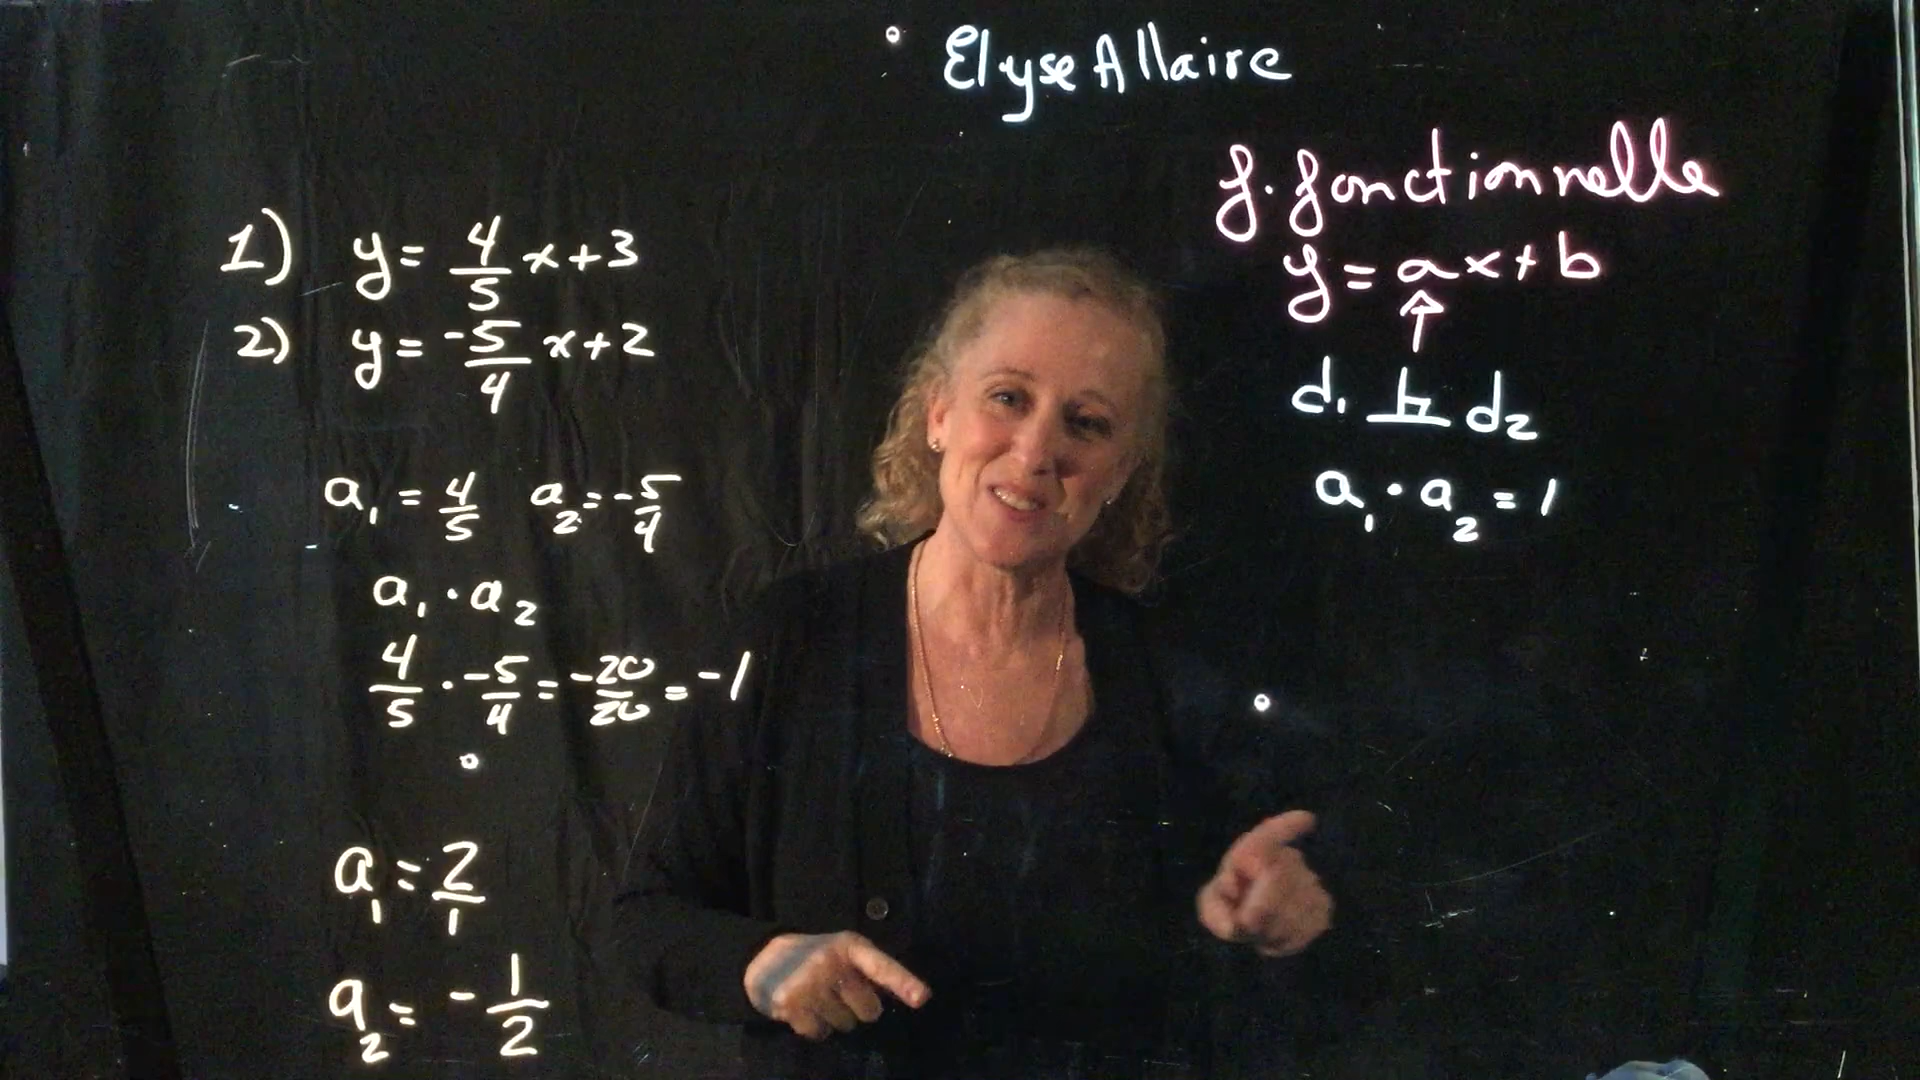 Elyse Allaire
f. fonctionnelle
y = ax + b
↑
d₁ ⊥ d₂
a₁ · a₂ = 1
1) y = 4/5 x + 3
2) y = -5/4 x + 2
a₁ = 4/5 a₂ = -5/4
a₁ · a₂
4/5 · -5/4 = -20/20 = -1
a₁ = 2/1
a₂ = -1/2